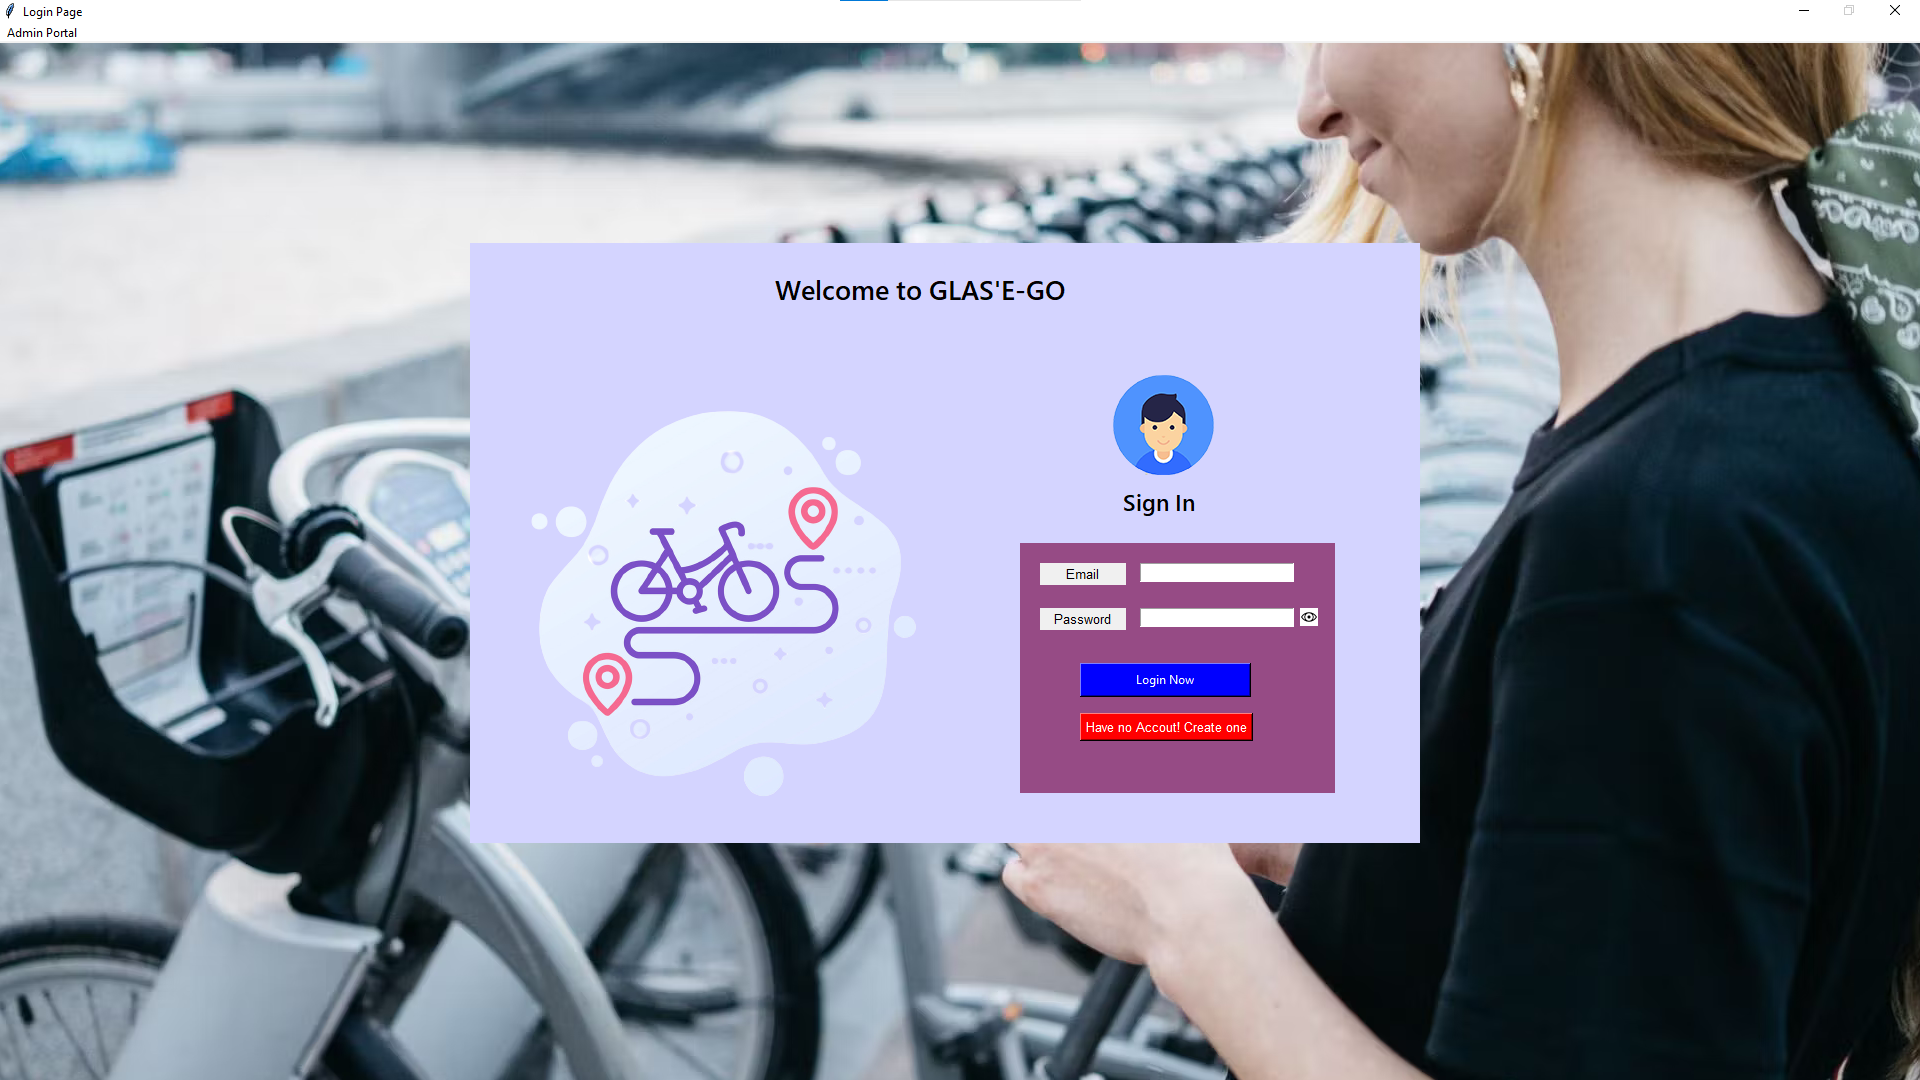 Login Page
Admin Portal
Welcome to GLAS'E-GO
Sign In
Email
Password
Login Now
Have no Accout! Create one